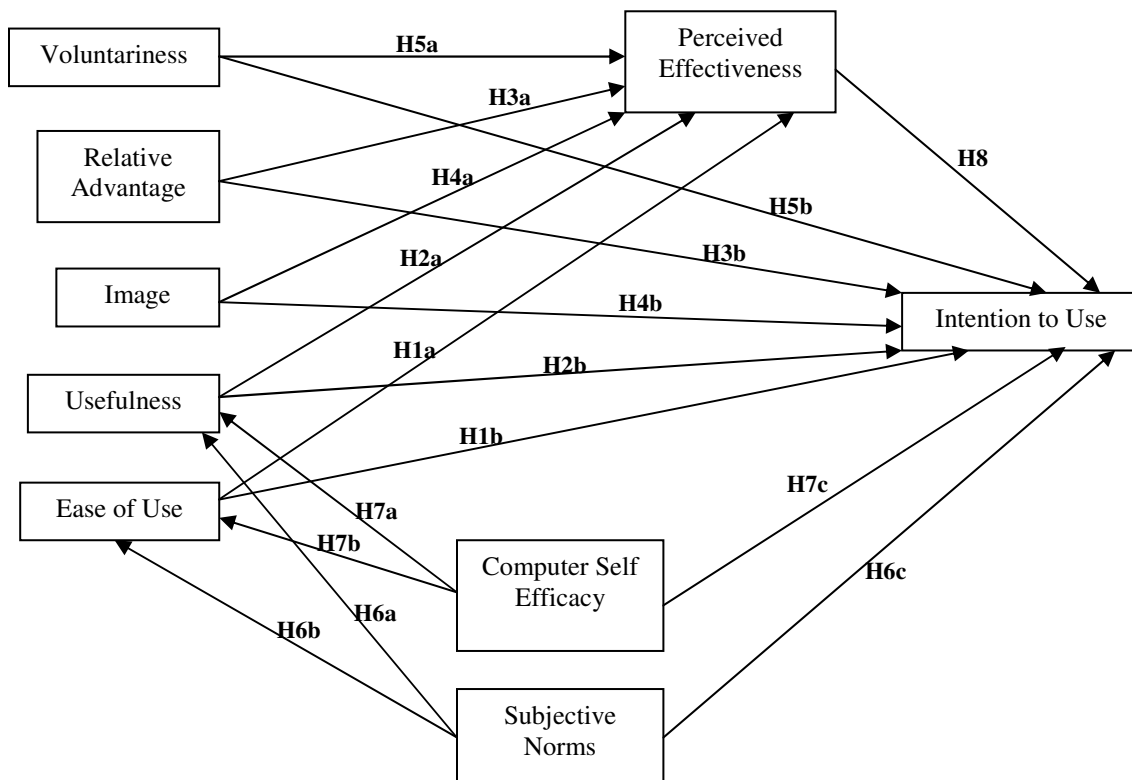 Voluntariness
H5a
Perceived
Effectiveness
H3a
Relative
Advantage
H4a
H8
H5b
H2a
H3b
Image
H4b
Intention to Use
H1a
H2b
Usefulness
H1b
Ease of Use
H7a
H7c
H7b
Computer Self
Efficacy
H6a
H6c
H6b
Subjective
Norms